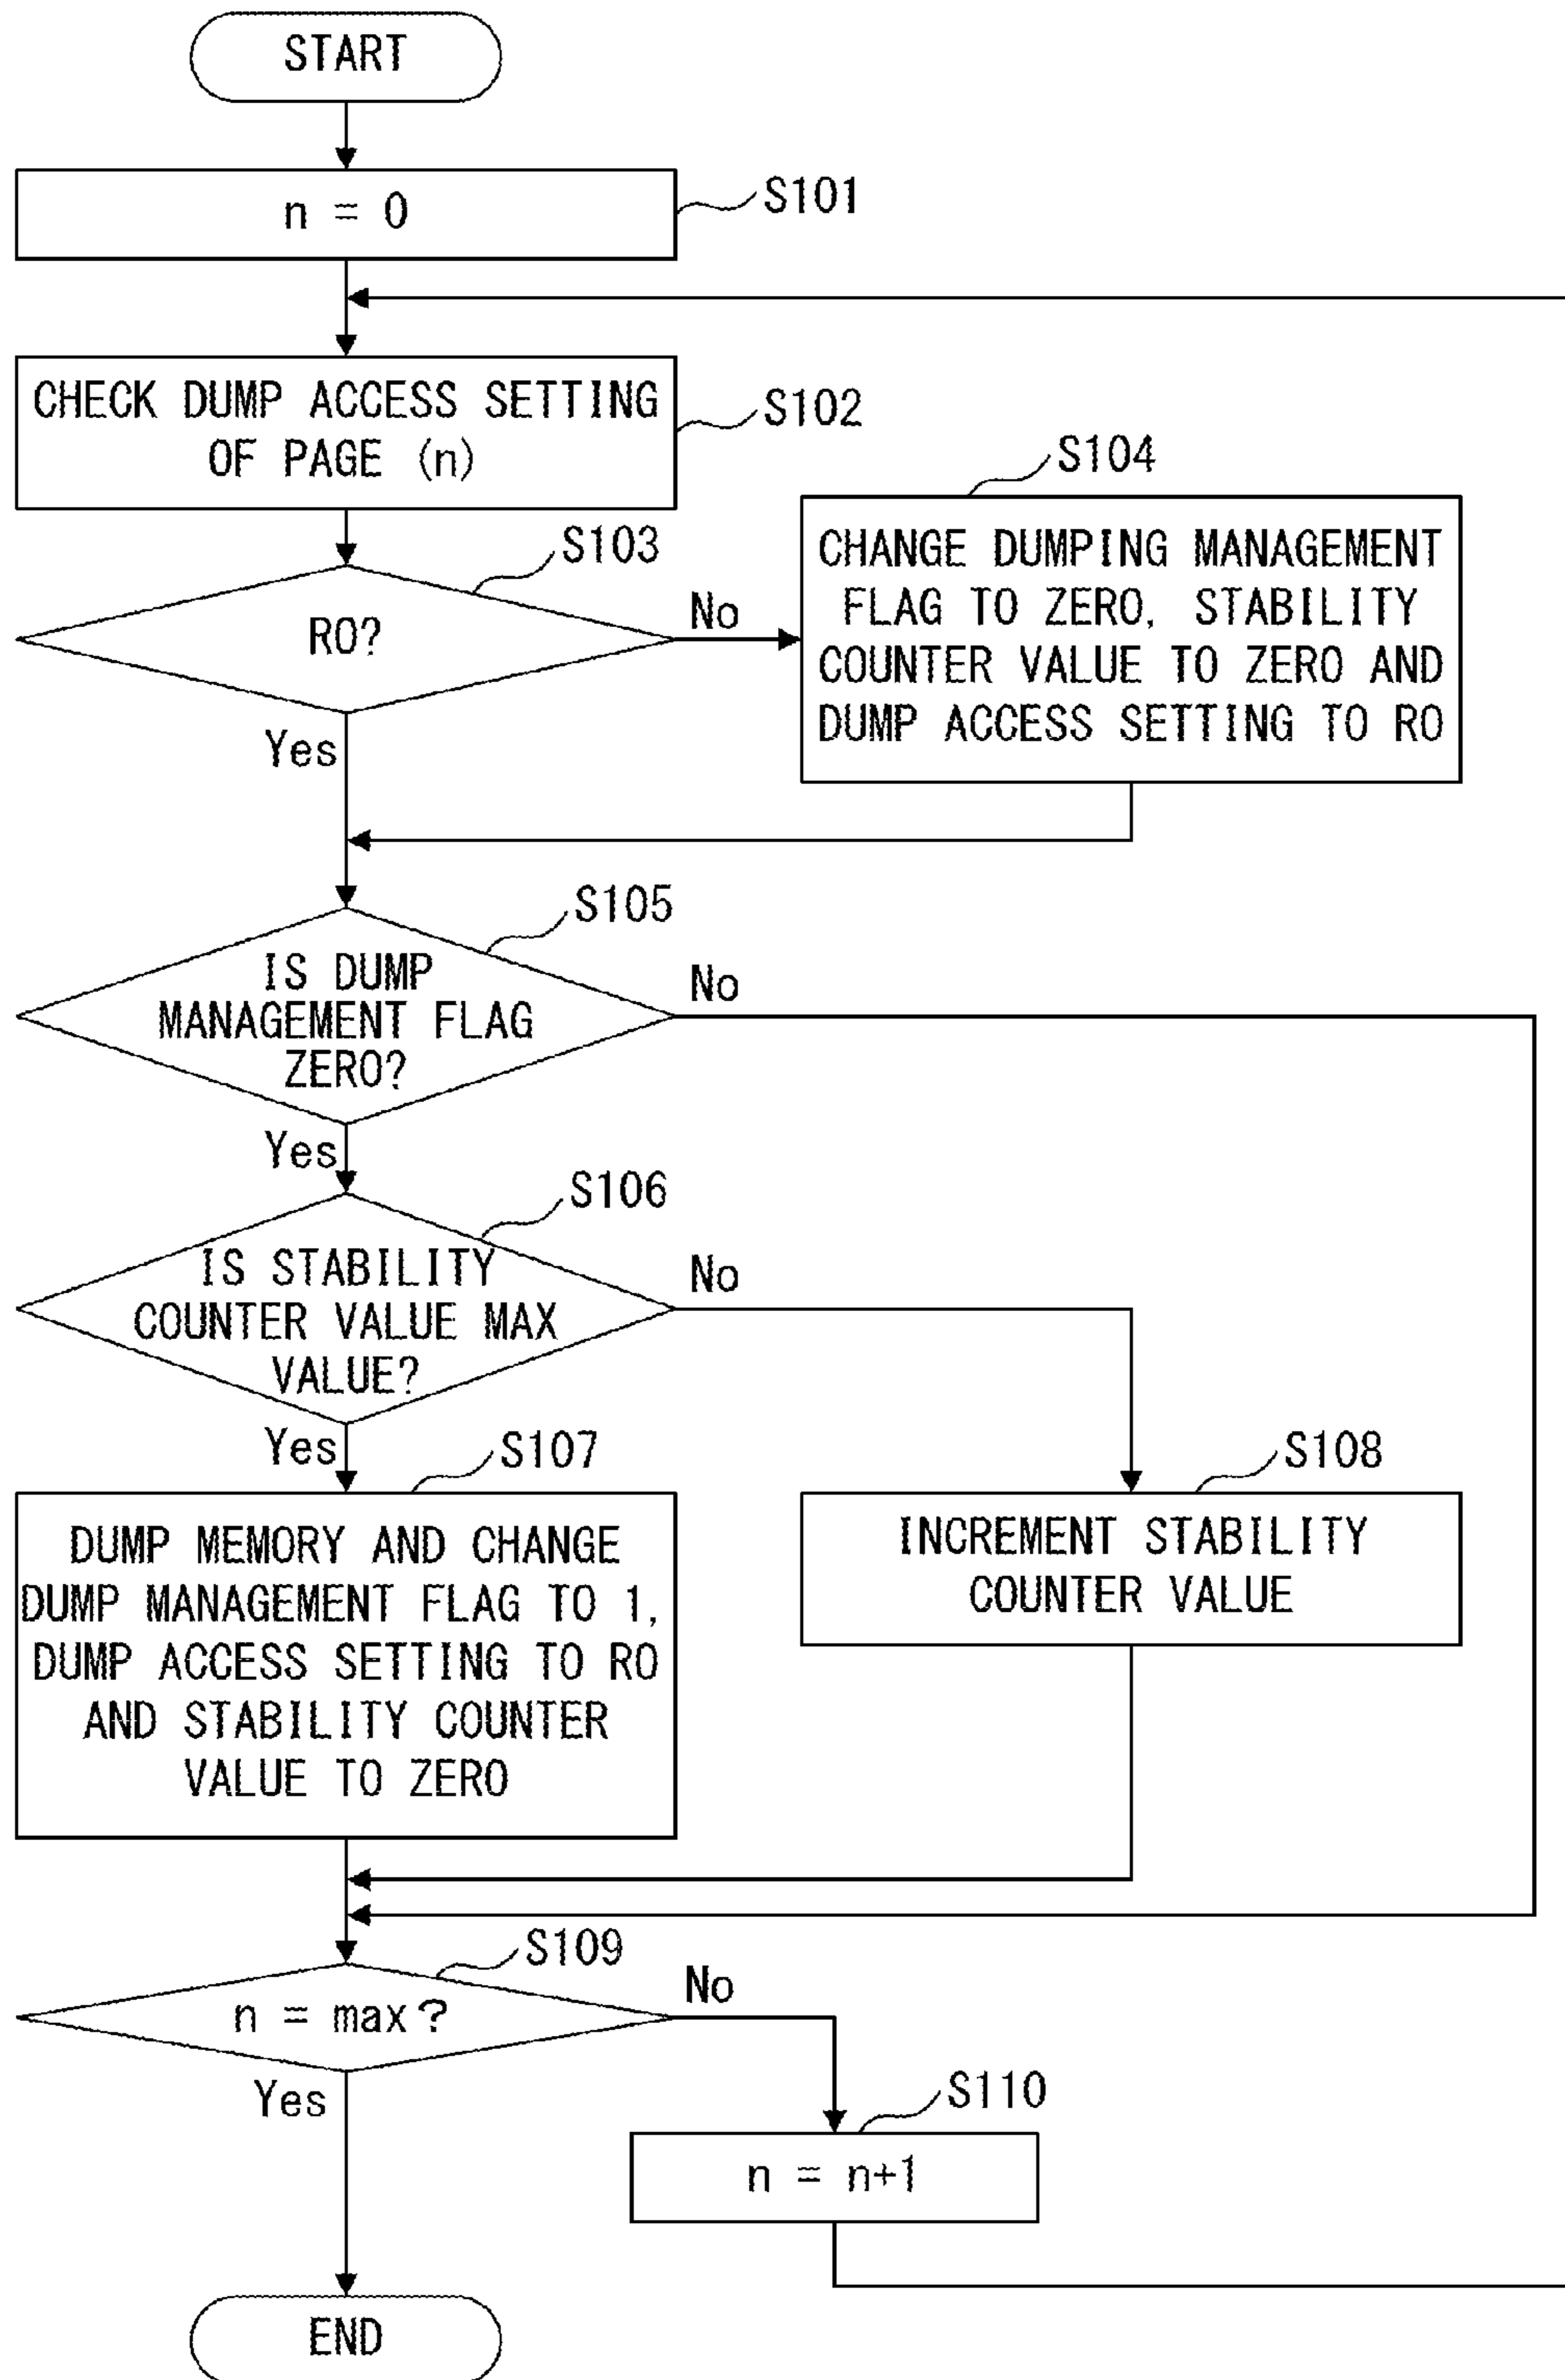 START
n = 0
S101
CHECK DUMP ACCESS SETTING
OF PAGE (n)
S102
S103
RO?
No
Yes
S104
CHANGE DUMPING MANAGEMENT
FLAG TO ZERO, STABILITY
COUNTER VALUE TO ZERO AND
DUMP ACCESS SETTING TO RO
S105
IS DUMP
MANAGEMENT FLAG
ZERO?
No
Yes
S106
IS STABILITY
COUNTER VALUE MAX
VALUE?
No
Yes
S107
DUMP MEMORY AND CHANGE
DUMP MANAGEMENT FLAG TO 1,
DUMP ACCESS SETTING TO RO
AND STABILITY COUNTER
VALUE TO ZERO
S108
INCREMENT STABILITY
COUNTER VALUE
S109
n = max?
No
Yes
S110
n = n+1
END